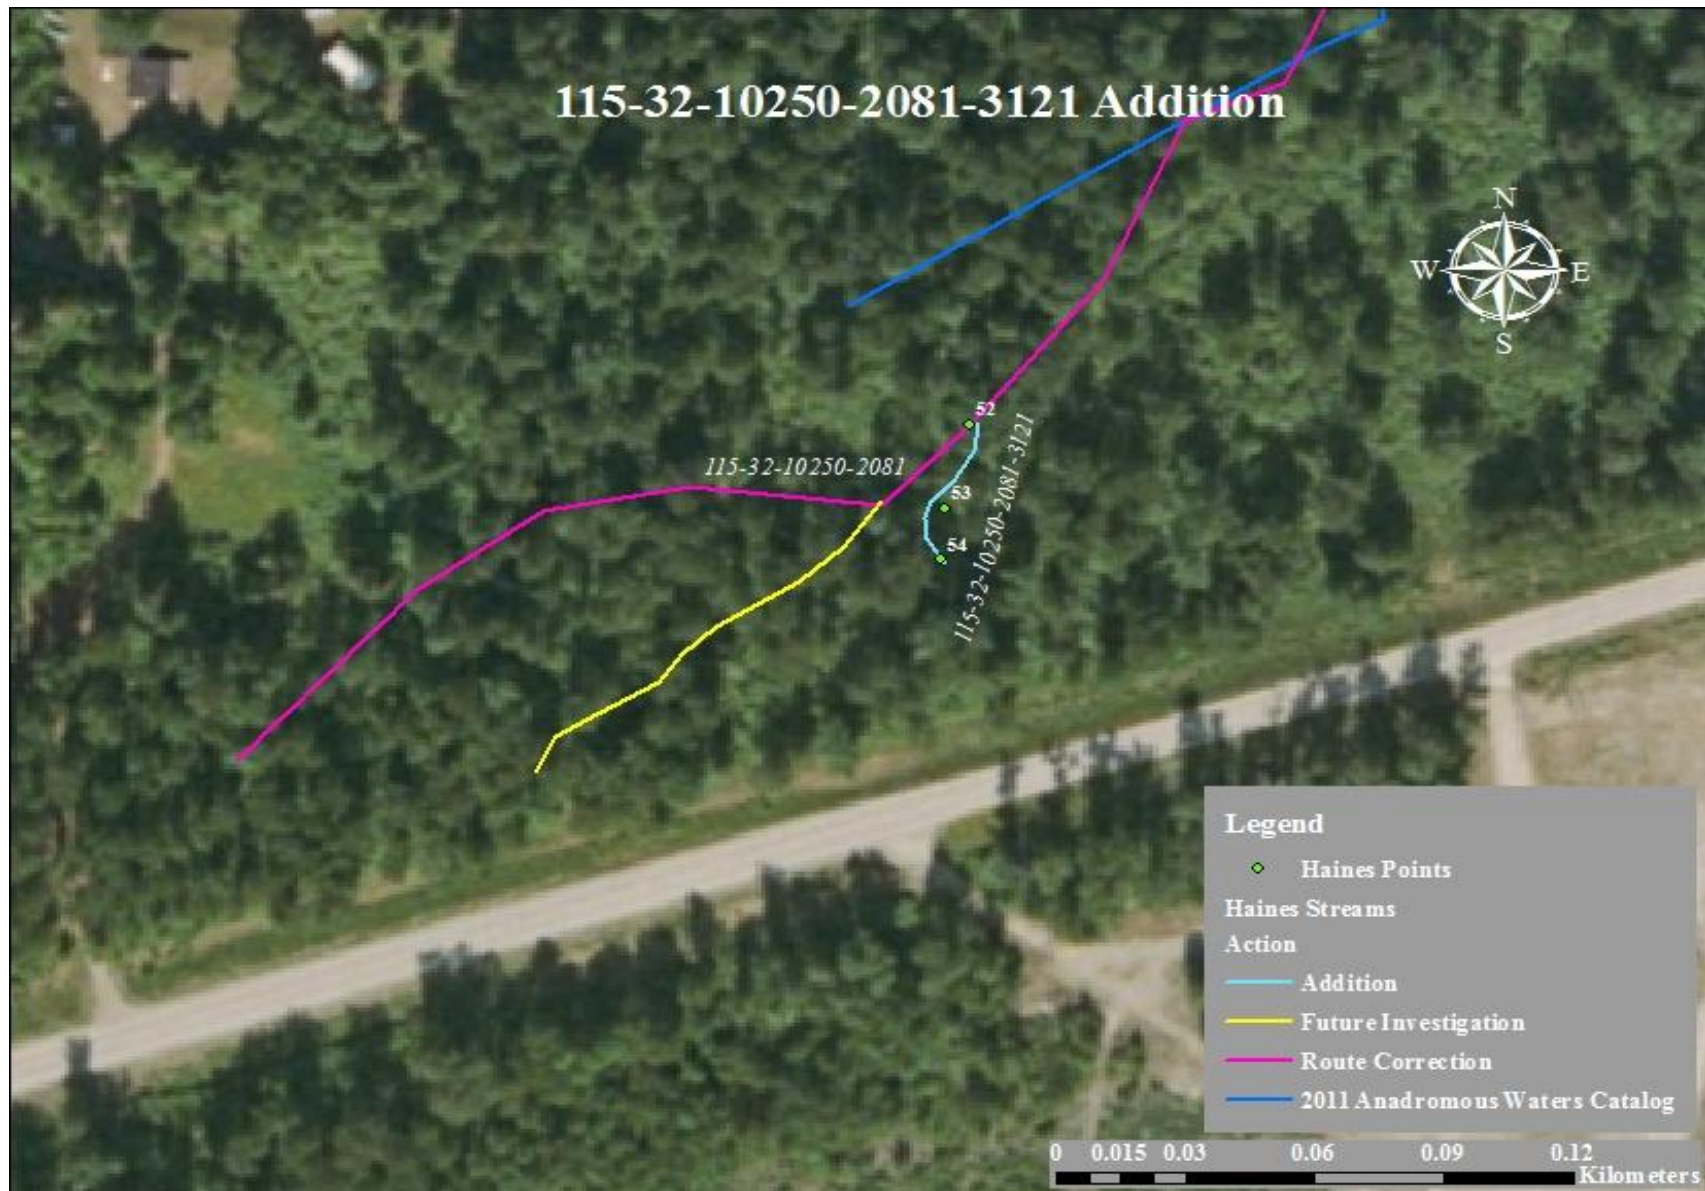 115-32-10250-2081-3121 Addition
N
W
E
S
52
115-32-10250-2081
53
115-32-10250-2081-3121
54
Legend
Haines Points
Haines Streams
Action
Addition
Future Investigation
Route Correction
2011 Anadromous Waters Catalog
0 0.015 0.03 0.06 0.09 0.12
Kilometers